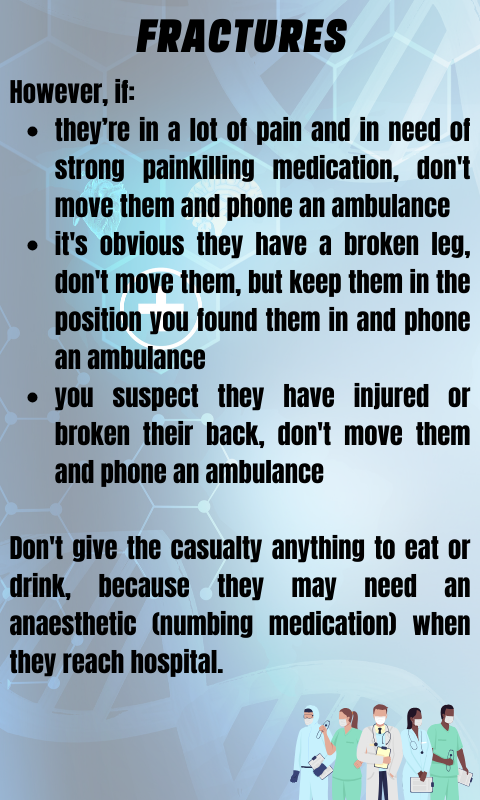 FRACTURES
However, if:
• they're in a lot of pain and in need of
strong painkilling medication, don't
move them and phone an ambulance
• it's obvious they have a broken leg,
don't move them, but keep them in the
position you found them in and phone
an ambulance
• you suspect they have injured or
broken their back, don't move them
and phone an ambulance
Don't give the casualty anything to eat or
drink, because they may need an
anaesthetic (numbing medication) when
they reach hospital.